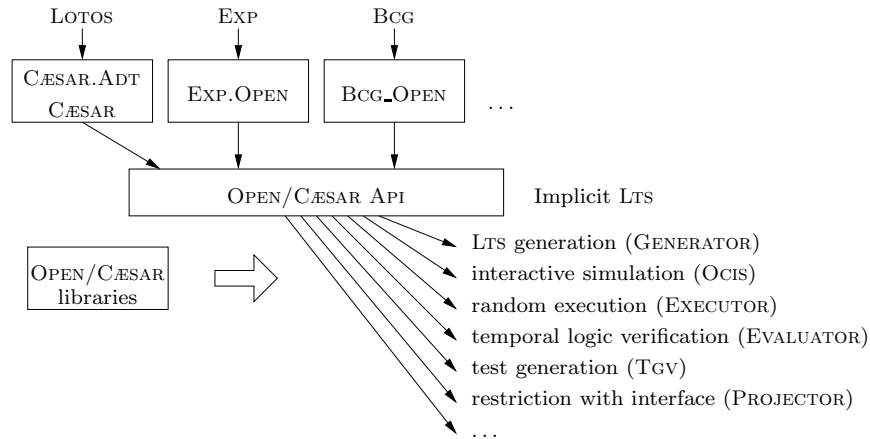 LOTOS EXP BCG
CÆSAR.ADT
CÆSAR
EXP.OPEN
BCG_OPEN
...
OPEN/CÆSAR API
Implicit LTS
LTS generation (GENERATOR)
OPEN/CÆSAR
libraries
interactive simulation (OCIS)
random execution (EXECUTOR)
temporal logic verification (EVALUATOR)
test generation (TGV)
restriction with interface (PROJECTOR)
...